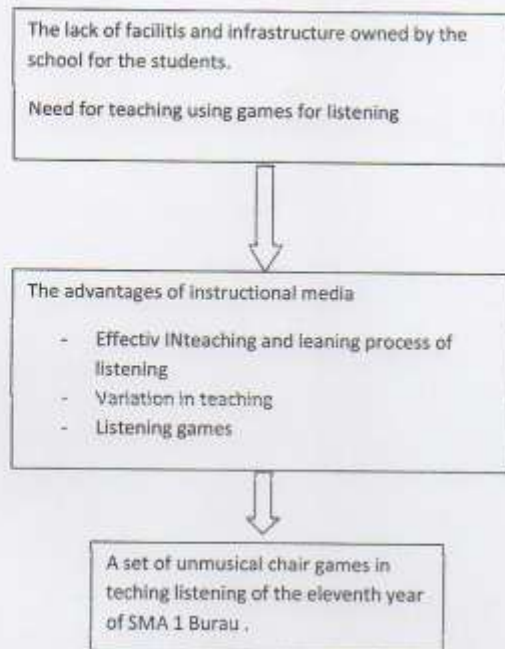 The lack of facilitis and infrastructure owned by the
school for the students.
Need for teaching using games for listening
The advantages of instructional media
- Effectiv INteaching and leaning process of
listening
- Variation in teaching
- Listening games
A set of unmusical chair games in
teching listening of the eleventh year
of SMA 1 Burau .